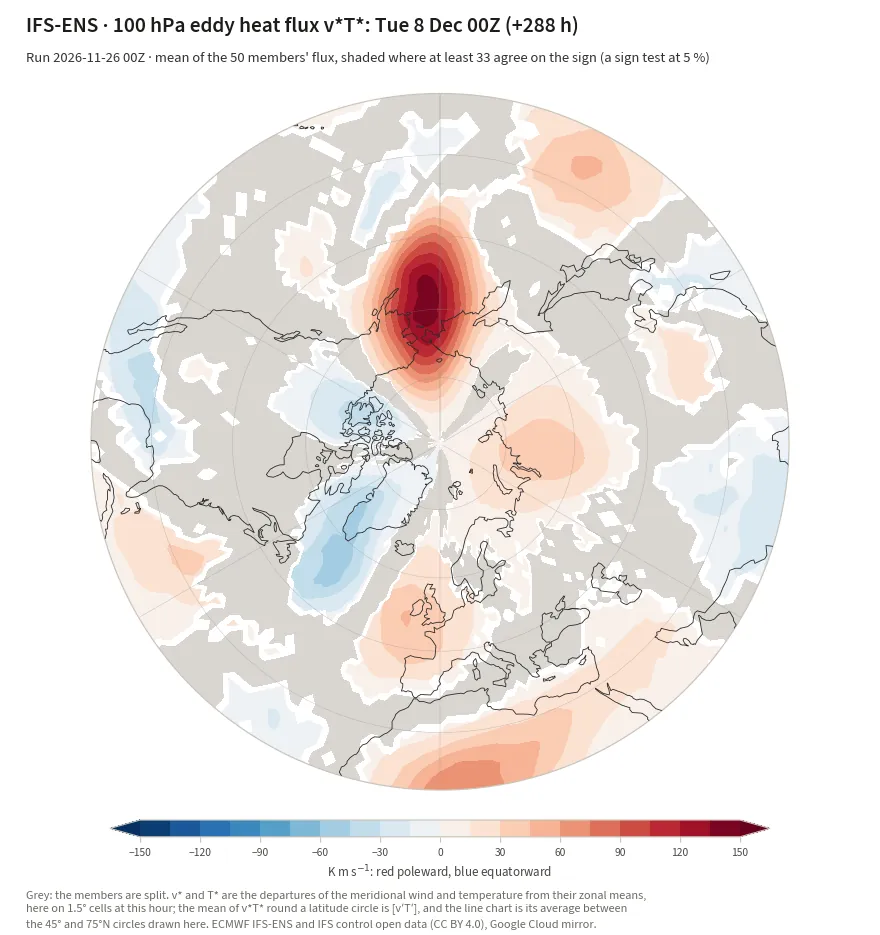 IFS-ENS · 100 hPa eddy heat flux v*T*: Tue 8 Dec 00Z (+288 h)
Run 2026-11-26 00Z · mean of the 50 members' flux, shaded where at least 33 agree on the sign (a sign test at 5 %)
−150 −120 −90 −60 −30 0 30 60 90 120 150
K m s⁻¹: red poleward, blue equatorward
Grey: the members are split. v* and T* are the departures of the meridional wind and temperature from their zonal means,
here on 1.5° cells at this hour; the mean of v*T* round a latitude circle is [v′T′], and the line chart is its average between
the 45° and 75°N circles drawn here. ECMWF IFS-ENS and IFS control open data (CC BY 4.0), Google Cloud mirror.